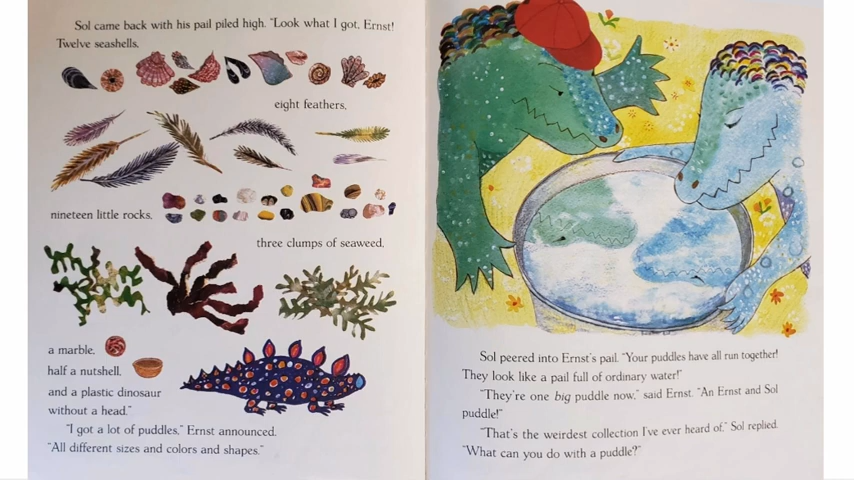 Sol came back with his pail piled high. "Look what I got, Ernst!
Twelve seashells,
eight feathers,
nineteen little rocks,
three clumps of seaweed,
a marble,
half a nutshell,
and a plastic dinosaur
without a head."
"I got a lot of puddles," Ernst announced.
"All different sizes and colors and shapes."
Sol peered into Ernst's pail. "Your puddles have all run together!
They look like a pail full of ordinary water!"
"They're one big puddle now," said Ernst. "An Ernst and Sol
puddle!"
"That's the weirdest collection I've ever heard of," Sol replied.
"What can you do with a puddle?"